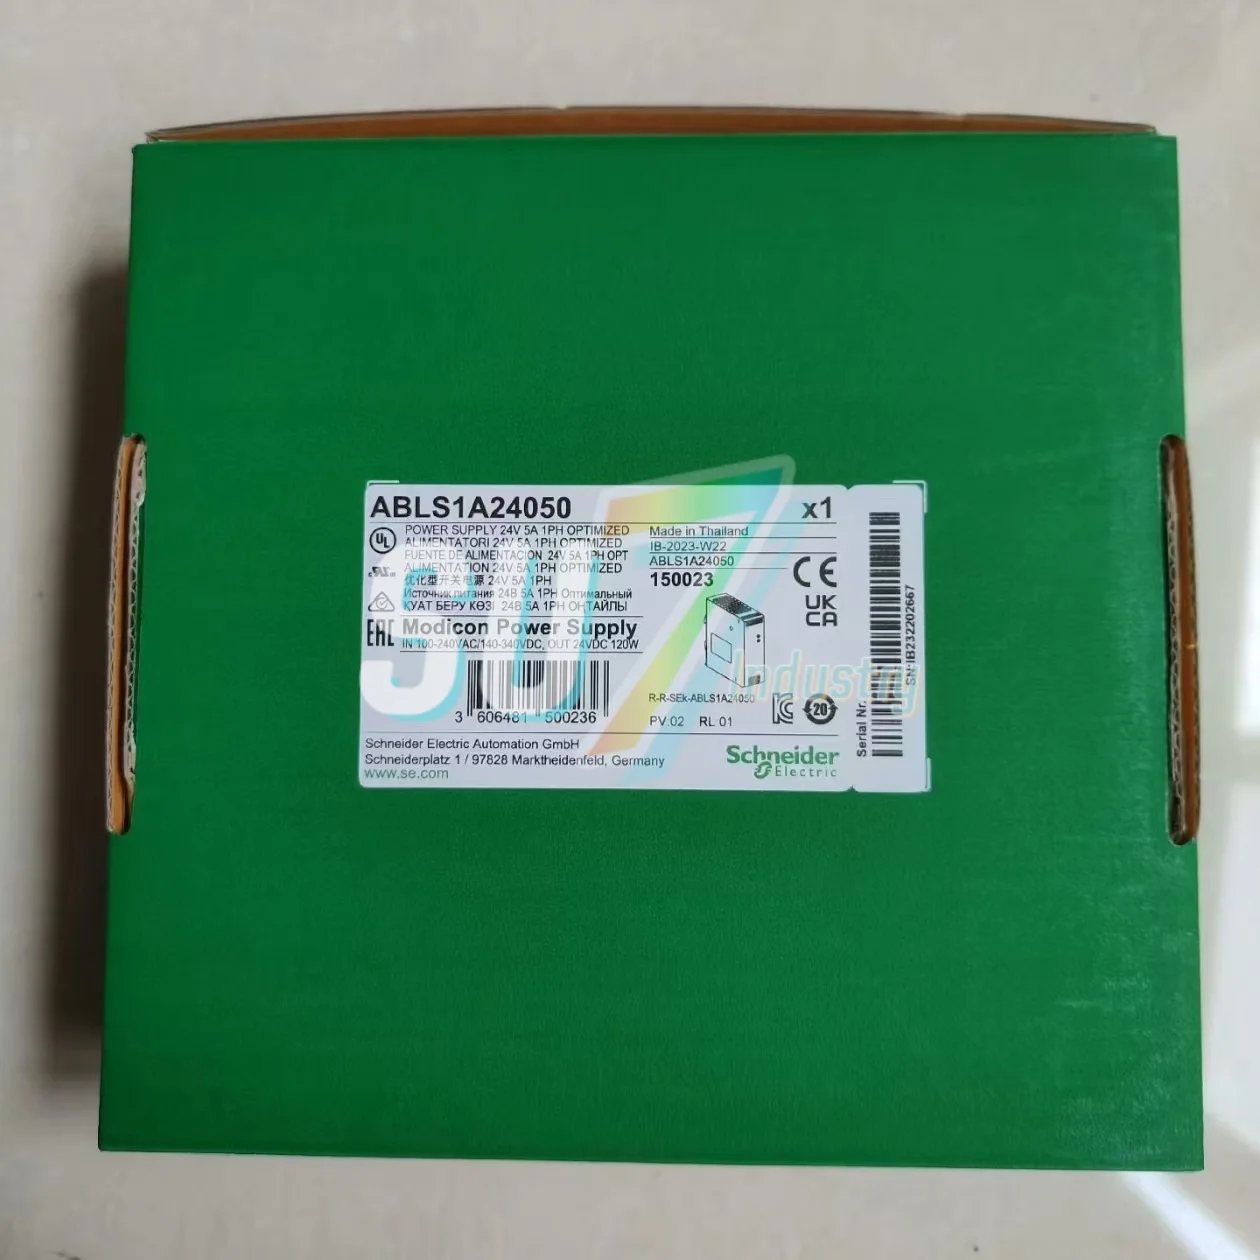 ABLS1A24050 x1
POWER SUPPLY 24V 5A 1PH OPTIMIZED
ALIMENTATORI 24V 5A 1PH OPTIMIZED
FUENTE DE ALIMENTACION 24V 5A 1PH OPT
ALIMENTATION 24V 5A 1PH OPTIMIZED
优化型开关电源 24V 5A 1PH
Источник питания 24В 5А 1PH Оптимальный
ҚУАТ БЕРУ КӨЗІ 24В 5А 1PH ОҢТАЙЛЫ
UL
Made in Thailand
IB-2023-W22
ABLS1A24050
150023
CE
UK
CA
EAC
Modicon Power Supply
IN 100-240VAC/140-340VDC, OUT 24VDC 120W
3 606481 500236
R-R-SEk-ABLS1A24050
PV:02 RL 01
20
Schneider Electric Automation GmbH
Schneiderplatz 1 / 97828 Marktheidenfeld, Germany
www.se.com
Schneider
Electric
Serial Nr.
SN:IB232202667
SU7
Industry